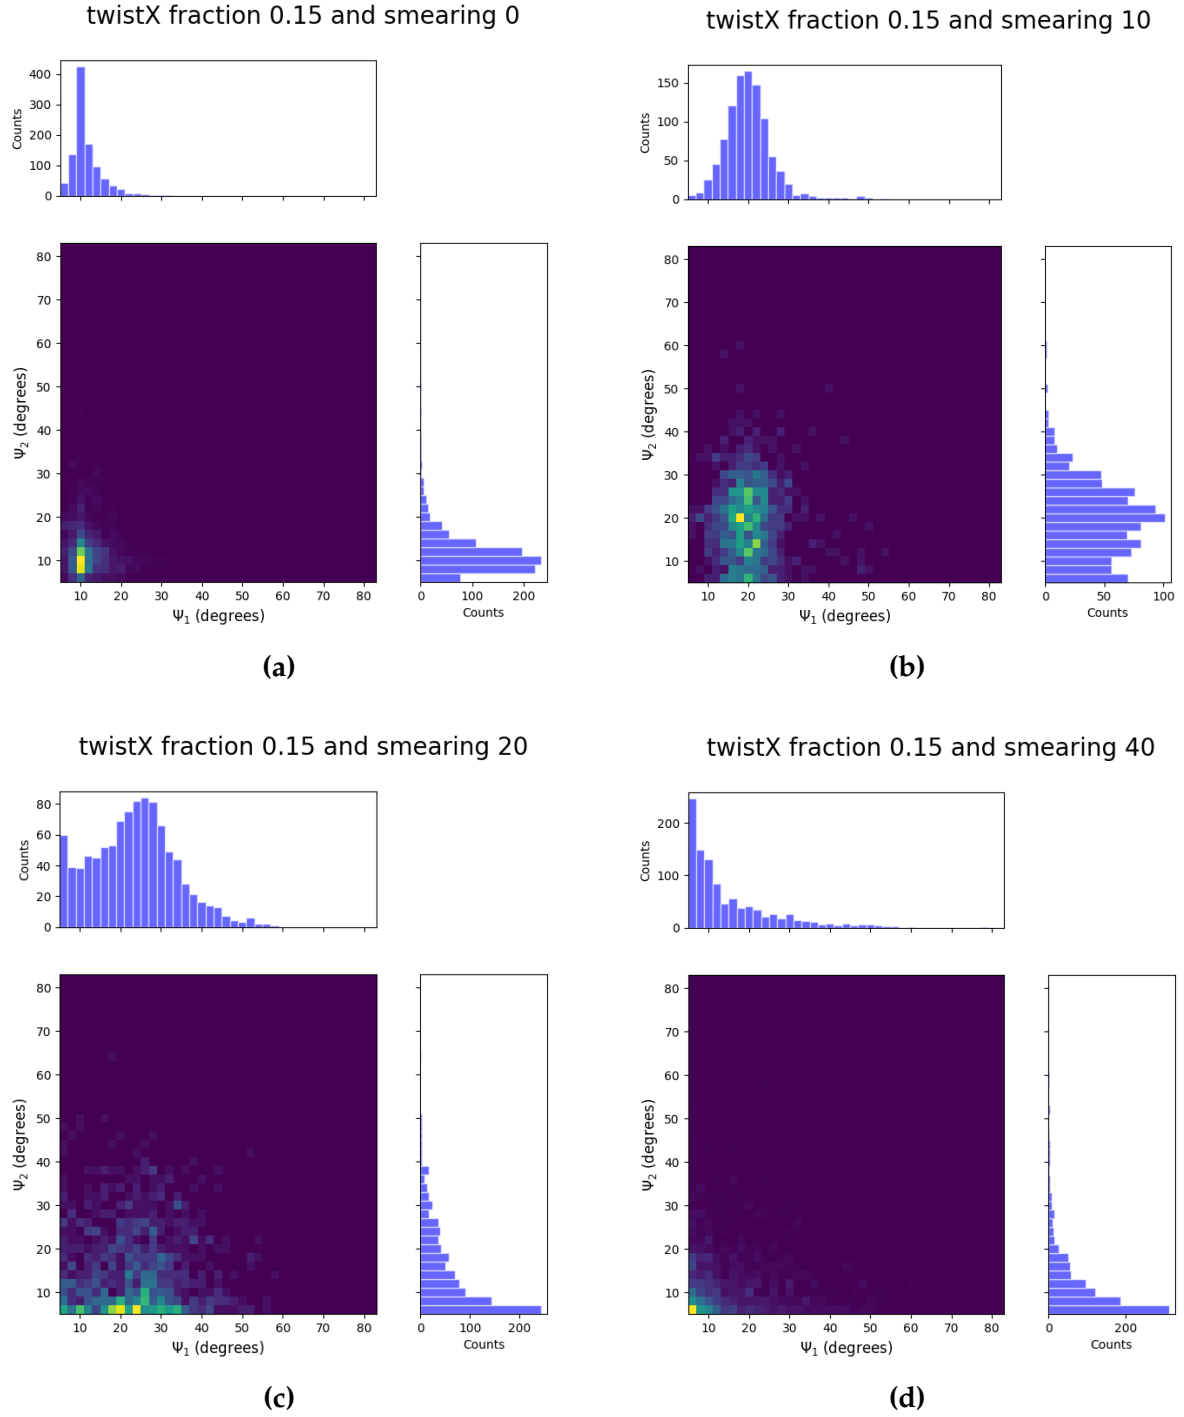 twistX fraction 0.15 and smearing 0
twistX fraction 0.15 and smearing 10
Counts
400
300
200
100
0
Counts
150
100
50
0
Ψ2 (degrees)
80
70
60
50
40
30
20
10
10 20 30 40 50 60 70 80
Ψ1 (degrees)
0 100 200
Counts
Ψ2 (degrees)
80
70
60
50
40
30
20
10
10 20 30 40 50 60 70 80
Ψ1 (degrees)
0 50 100
Counts
(a)
(b)
twistX fraction 0.15 and smearing 20
twistX fraction 0.15 and smearing 40
Counts
80
60
40
20
0
Counts
200
100
0
Ψ2 (degrees)
80
70
60
50
40
30
20
10
10 20 30 40 50 60 70 80
Ψ1 (degrees)
0 100 200
Counts
Ψ2 (degrees)
80
70
60
50
40
30
20
10
10 20 30 40 50 60 70 80
Ψ1 (degrees)
0 200
Counts
(c)
(d)